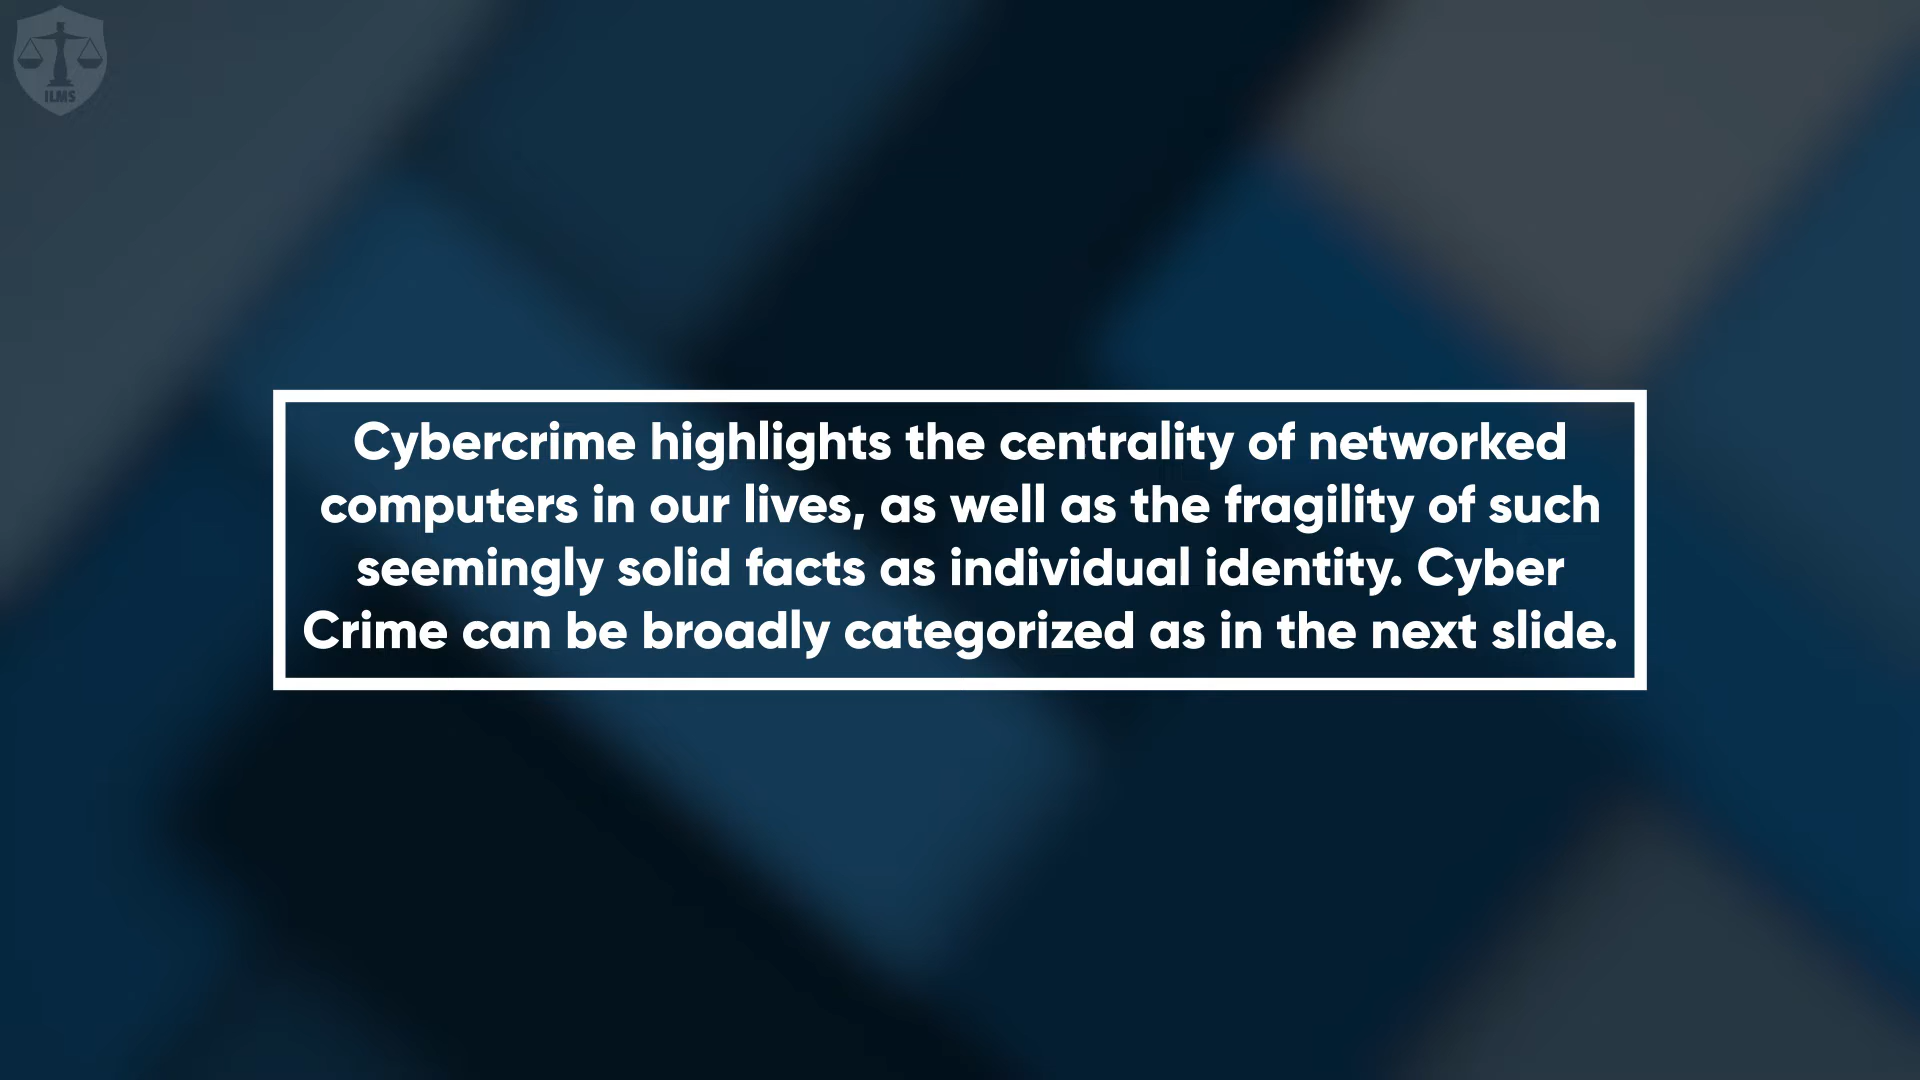 ILMS
Cybercrime highlights the centrality of networked
computers in our lives, as well as the fragility of such
seemingly solid facts as individual identity. Cyber
Crime can be broadly categorized as in the next slide.